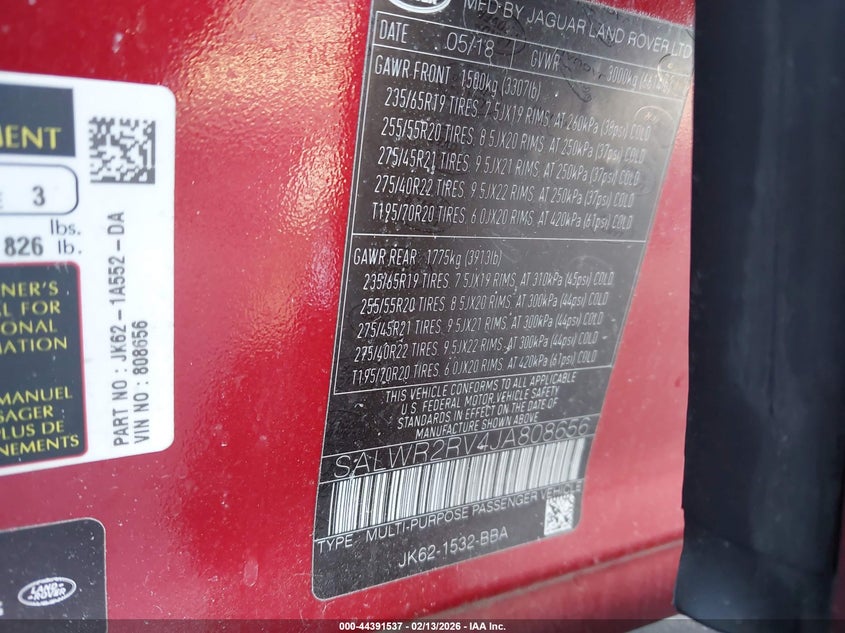 MFD BY JAGUAR LAND ROVER LTD
DATE 05/18 GVWR 3000kg
GAWR FRONT 1500kg (3307lb)
235/65R19 TIRES, 7.5JX19 RIMS, AT 260kPa (38psi) COLD
255/55R20 TIRES, 8.5JX20 RIMS AT 250kPa (37psi) COLD
275/45R21 TIRES, 9.5JX21 RIMS, AT 250kPa (37psi) COLD
275/40R22 TIRES, 9.5JX22 RIMS, AT 250kPa (37psi) COLD
T195/70R20 TIRES, 6.0JX20 RIMS, AT 420kPa (61psi) COLD
GAWR REAR 1775kg (3913lb)
235/65R19 TIRES, 7.5JX19 RIMS, AT 310kPa (45psi) COLD
255/55R20 TIRES, 8.5JX20 RIMS, AT 300kPa (44psi) COLD
275/45R21 TIRES, 9.5JX21 RIMS, AT 300kPa (44psi) COLD
275/40R22 TIRES, 9.5JX22 RIMS, AT 300kPa (44psi) COLD
T195/70R20 TIRES, 6.0JX20 RIMS, AT 420kPa (61psi) COLD
THIS VEHICLE CONFORMS TO ALL APPLICABLE
U.S. FEDERAL MOTOR VEHICLE SAFETY
STANDARDS IN EFFECT ON THE DATE OF
MANUFACTURE SHOWN ABOVE
SALWR2RV4JA808656
TYPE: MULTI-PURPOSE PASSENGER VEHICLE
JK62-1532-BBA
MENT
E 3
lbs.
826 lb.
NER'S
AL FOR
TIONAL
MATION
MANUEL
SAGER
PLUS DE
NEMENTS
PART NO : JK62-1A552-DA
VIN NO : 808656
LAND ROVER
000-44391537 - 02/13/2026 - IAA Inc.